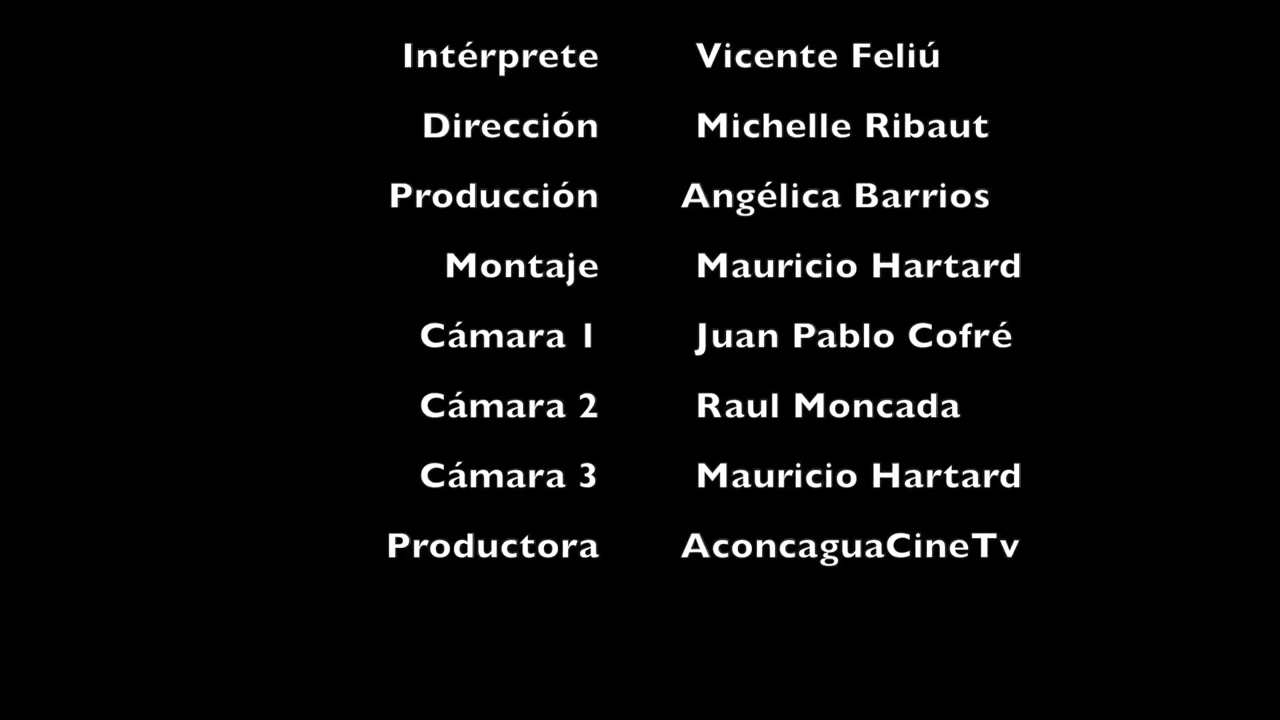 Intérprete Vicente Feliú
Dirección Michelle Ribaut
Producción Angélica Barrios
Montaje Mauricio Hartard
Cámara 1 Juan Pablo Cofré
Cámara 2 Raul Moncada
Cámara 3 Mauricio Hartard
Productora AconcaguaCineTv